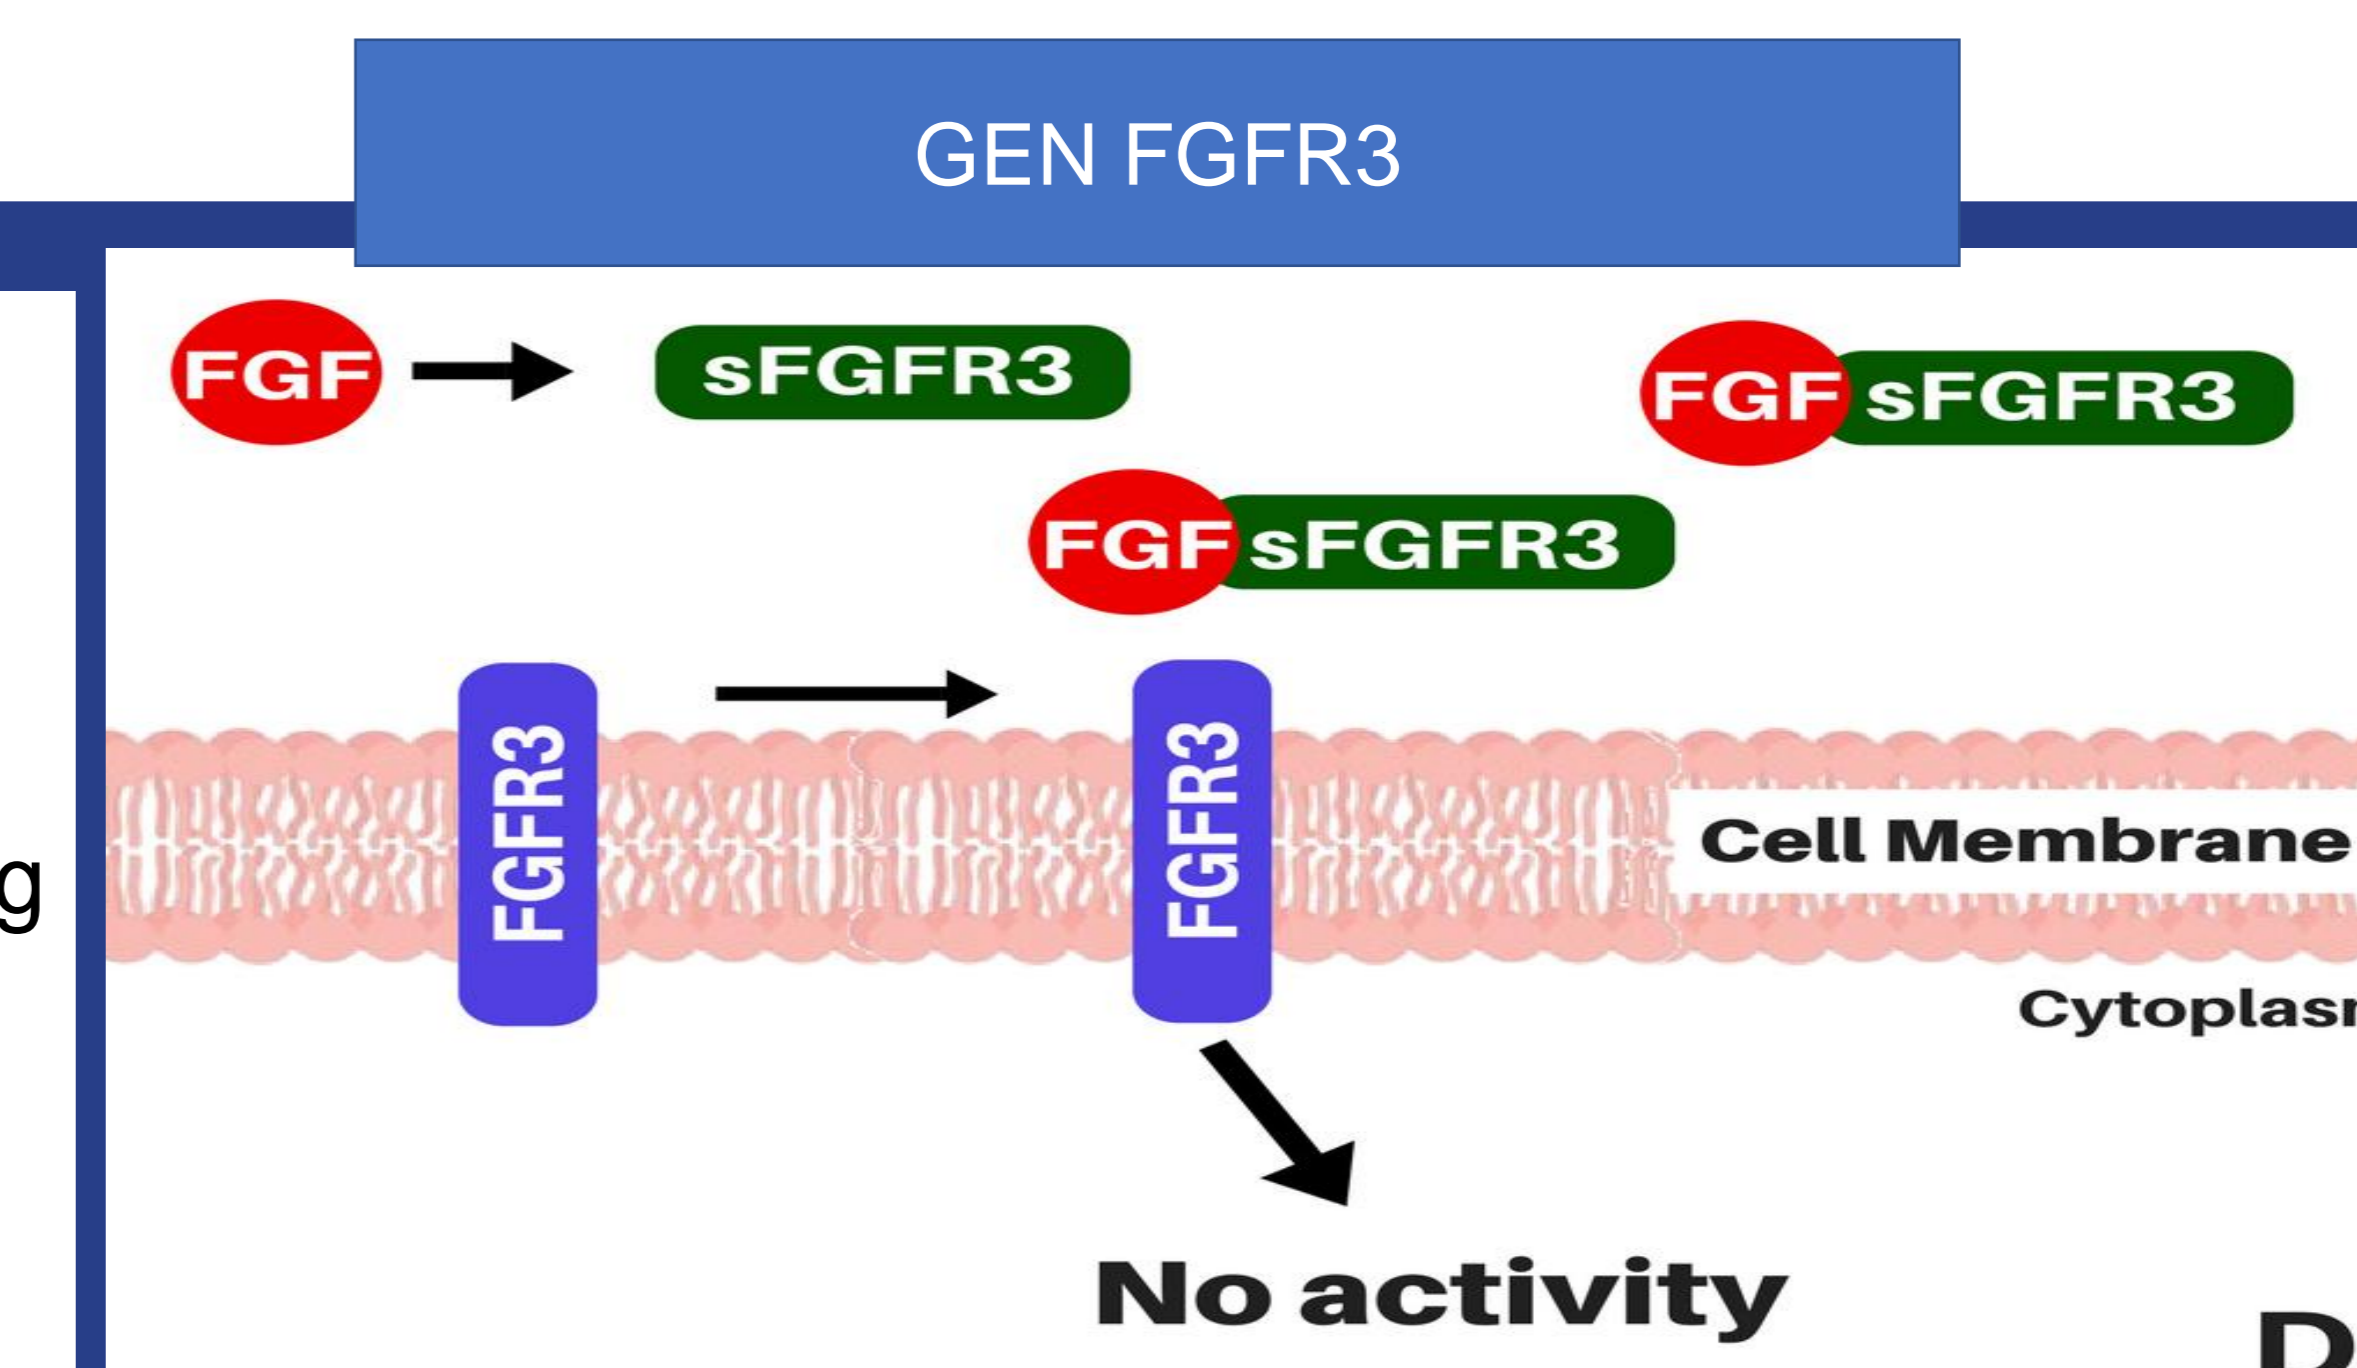 GEN FGFR3
FGF
sFGFR3
FGF sFGFR3
FGF sFGFR3
FGFR3
FGFR3
Cell Membrane
g
No activity
D